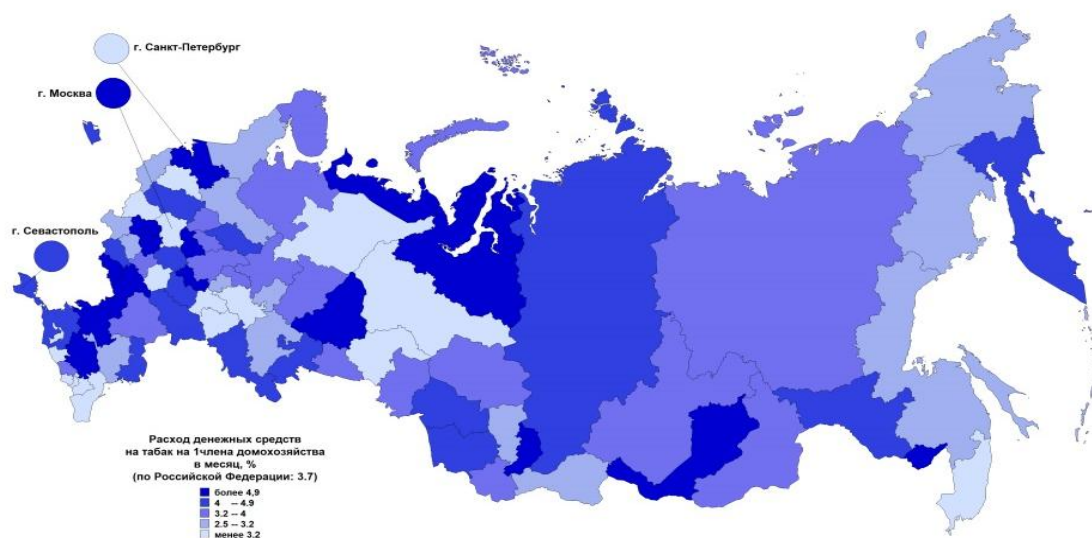 г. Санкт-Петербург
г. Москва
г. Севастополь
Расход денежных средств
на табак на 1члена домохозяйства
в месяц, %
(по Российской Федерации: 3.7)
более 4,9
4 -- 4.9
3.2 -- 4
2.5 -- 3.2
менее 3,2